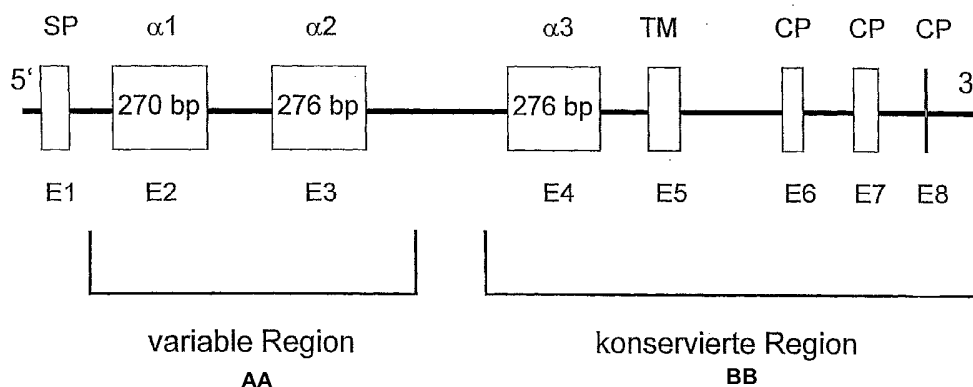 SP α1 α2 α3 TM CP CP CP
5' 3
270 bp 276 bp 276 bp
E1 E2 E3 E4 E5 E6 E7 E8
variable Region konservierte Region
AA BB